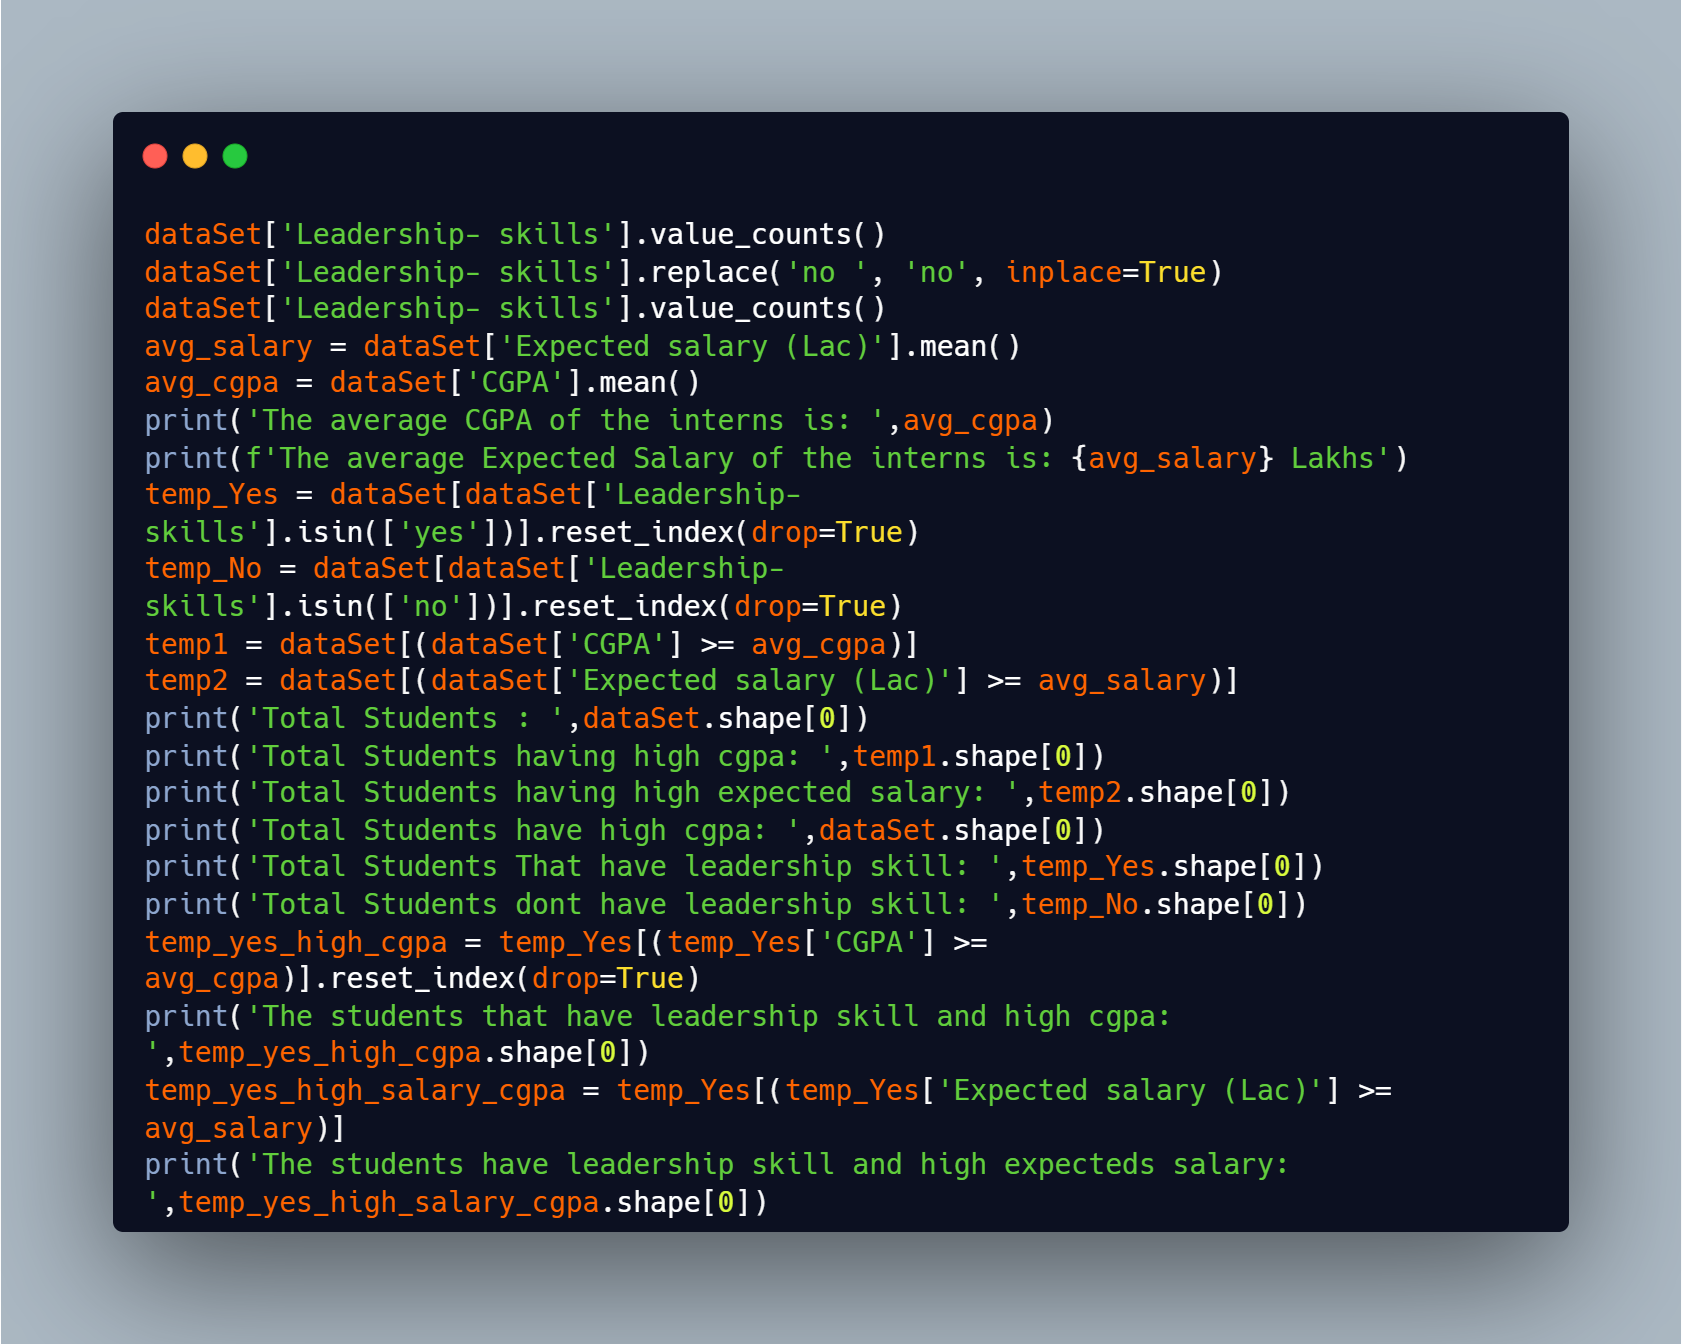 dataSet['Leadership- skills'].value_counts()
dataSet['Leadership- skills'].replace('no ', 'no', inplace=True)
dataSet['Leadership- skills'].value_counts()
avg_salary = dataSet['Expected salary (Lac)'].mean()
avg_cgpa = dataSet['CGPA'].mean()
print('The average CGPA of the interns is: ',avg_cgpa)
print(f'The average Expected Salary of the interns is: {avg_salary} Lakhs')
temp_Yes = dataSet[dataSet['Leadership-
skills'].isin(['yes'])].reset_index(drop=True)
temp_No = dataSet[dataSet['Leadership-
skills'].isin(['no'])].reset_index(drop=True)
temp1 = dataSet[(dataSet['CGPA'] >= avg_cgpa)]
temp2 = dataSet[(dataSet['Expected salary (Lac)'] >= avg_salary)]
print('Total Students : ',dataSet.shape[0])
print('Total Students having high cgpa: ',temp1.shape[0])
print('Total Students having high expected salary: ',temp2.shape[0])
print('Total Students have high cgpa: ',dataSet.shape[0])
print('Total Students That have leadership skill: ',temp_Yes.shape[0])
print('Total Students dont have leadership skill: ',temp_No.shape[0])
temp_yes_high_cgpa = temp_Yes[(temp_Yes['CGPA'] >=
avg_cgpa)].reset_index(drop=True)
print('The students that have leadership skill and high cgpa:
',temp_yes_high_cgpa.shape[0])
temp_yes_high_salary_cgpa = temp_Yes[(temp_Yes['Expected salary (Lac)'] >=
avg_salary)]
print('The students have leadership skill and high expecteds salary:
',temp_yes_high_salary_cgpa.shape[0])